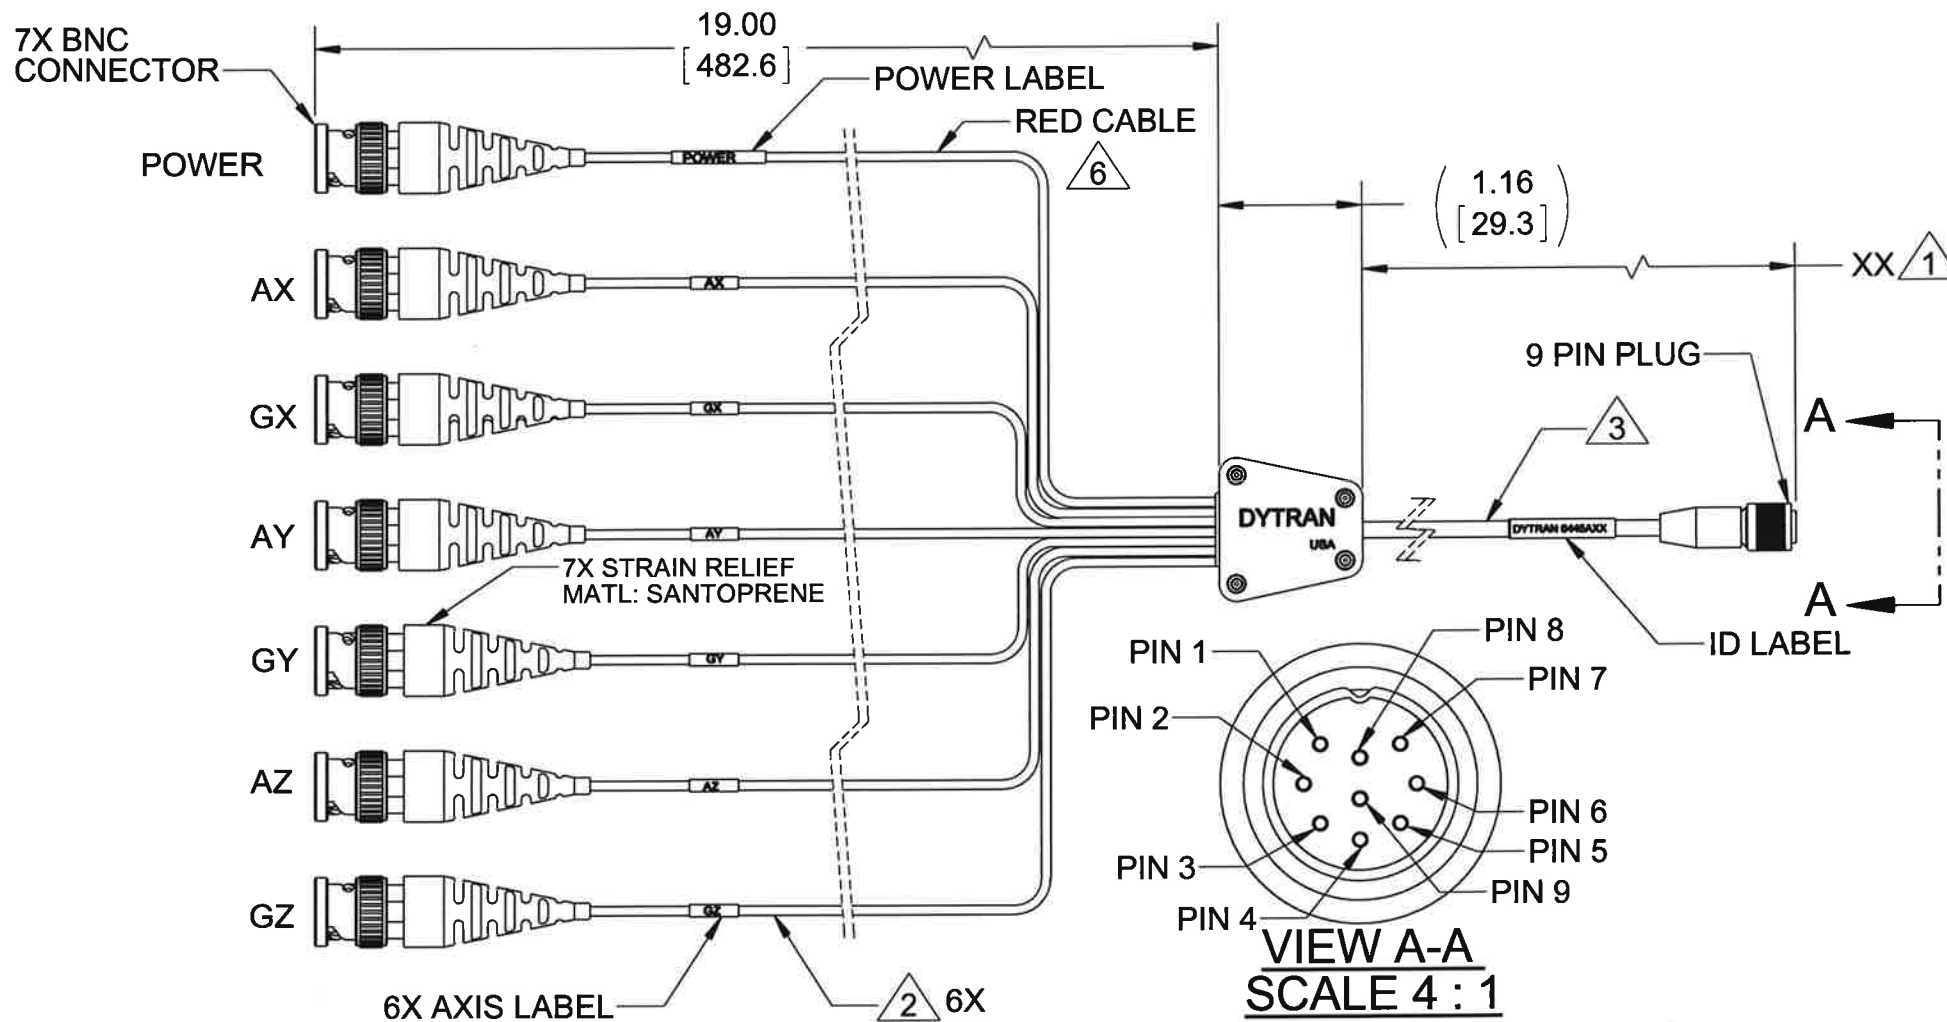 7X BNC
CONNECTOR
19.00
[482.6]
POWER LABEL
RED CABLE
6
POWER
POWER
1.16
[29.3]
XX 1
AX
AX
9 PIN PLUG
GX
GX
3
A
AY
AY
DYTRAN
USA
7X STRAIN RELIEF
MATL: SANTOPRENE
A
ID LABEL
GY
GY
PIN 1
PIN 8
PIN 7
PIN 2
PIN 6
PIN 5
PIN 3
PIN 9
PIN 4
AZ
AZ
GZ
GZ
VIEW A-A
SCALE 4 : 1
6X AXIS LABEL
2 6X
DYTRAN